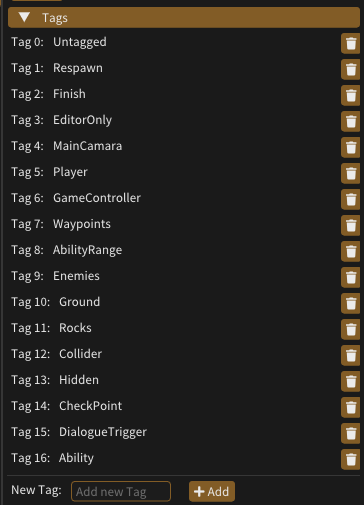 Tags
Tag 0: Untagged
Tag 1: Respawn
Tag 2: Finish
Tag 3: EditorOnly
Tag 4: MainCamara
Tag 5: Player
Tag 6: GameController
Tag 7: Waypoints
Tag 8: AbilityRange
Tag 9: Enemies
Tag 10: Ground
Tag 11: Rocks
Tag 12: Collider
Tag 13: Hidden
Tag 14: CheckPoint
Tag 15: DialogueTrigger
Tag 16: Ability
New Tag: Add new Tag + Add